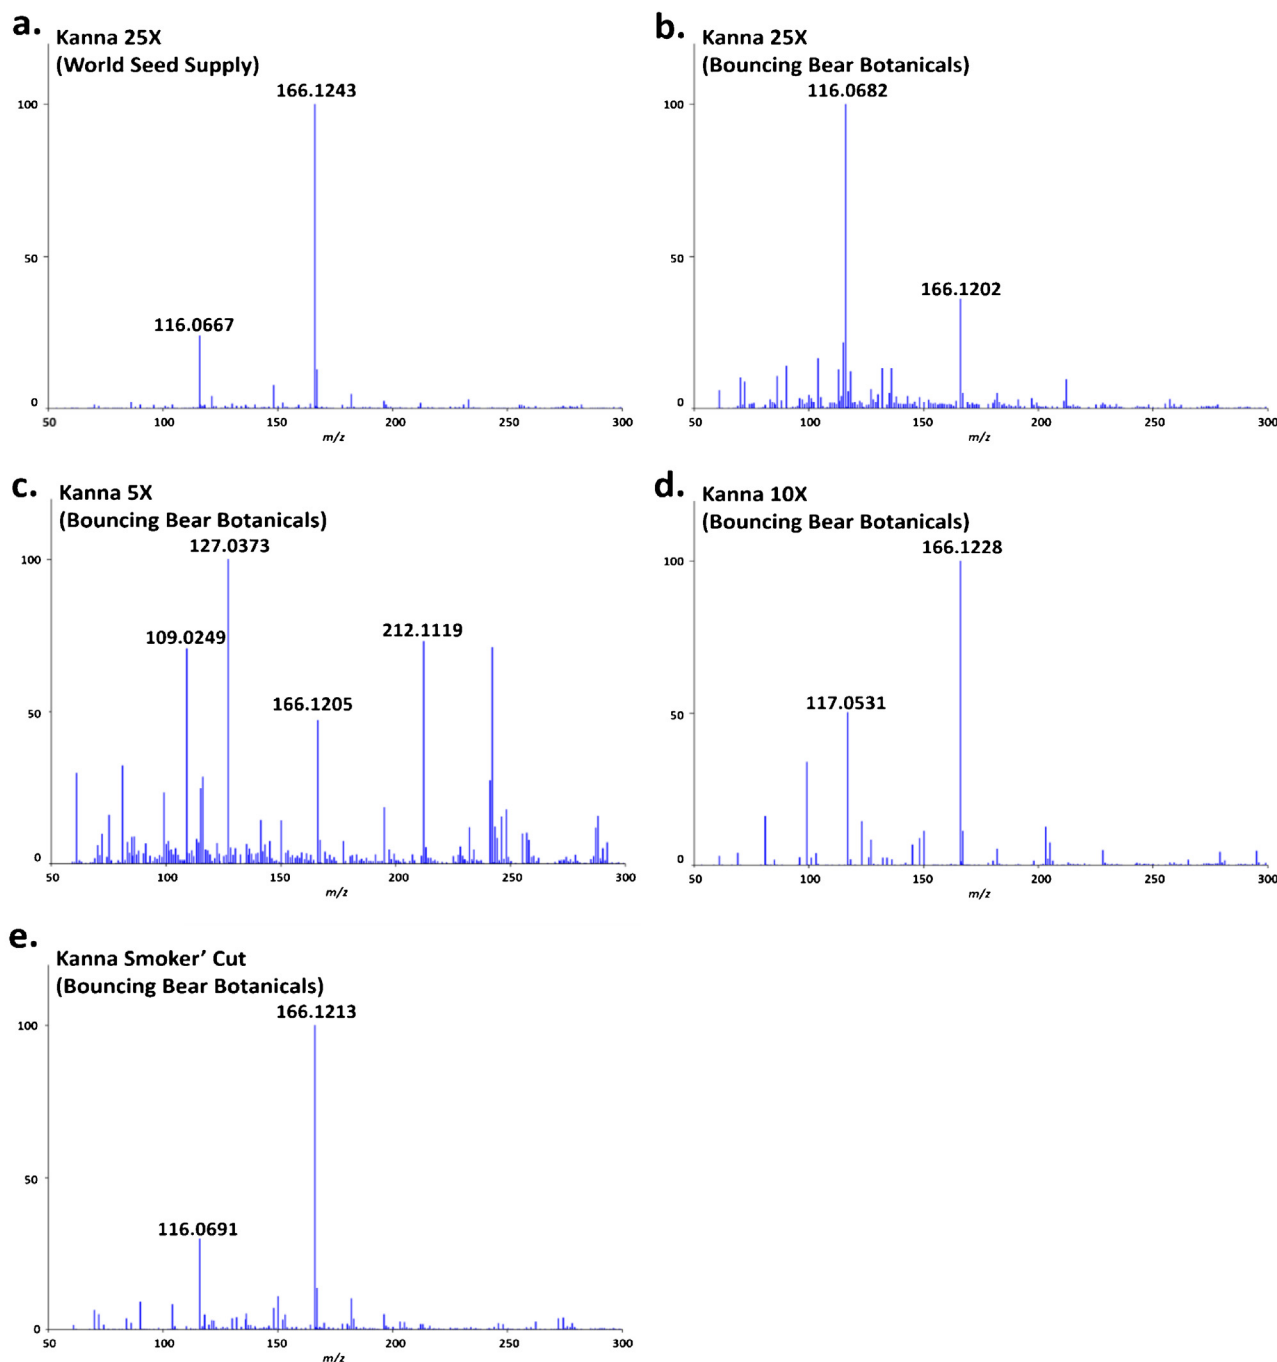 a.
Kanna 25X
(World Seed Supply)
166.1243
100
50
116.0667
0
50
100
150
200
250
300
m/z
b.
Kanna 25X
(Bouncing Bear Botanicals)
116.0682
100
50
166.1202
0
50
100
150
200
250
300
m/z
c.
Kanna 5X
(Bouncing Bear Botanicals)
127.0373
100
109.0249
212.1119
166.1205
50
0
50
100
150
200
250
300
m/z
d.
Kanna 10X
(Bouncing Bear Botanicals)
166.1228
100
117.0531
50
0
50
100
150
200
250
300
m/z
e.
Kanna Smoker’ Cut
(Bouncing Bear Botanicals)
166.1213
100
50
116.0691
0
50
100
150
200
250
300
m/z